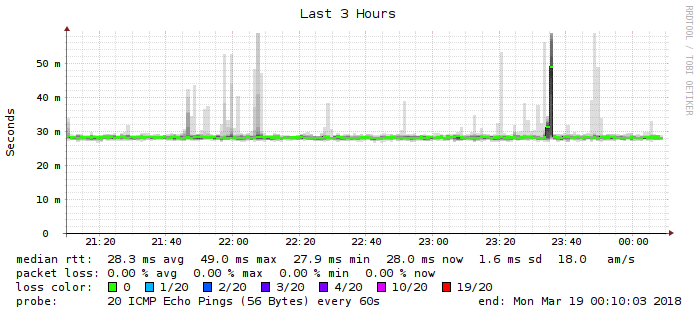 Last 3 Hours
RRDTOOL / TOBI OETIKER
Seconds
50 m
40 m
30 m
20 m
10 m
0
21:20 21:40 22:00 22:20 22:40 23:00 23:20 23:40 00:00
median rtt: 28.3 ms avg 49.0 ms max 27.9 ms min 28.0 ms now 1.6 ms sd 18.0 am/s
packet loss: 0.00 % avg 0.00 % max 0.00 % min 0.00 % now
loss color: 0 1/20 2/20 3/20 4/20 10/20 19/20
probe: 20 ICMP Echo Pings (56 Bytes) every 60s end: Mon Mar 19 00:10:03 2018